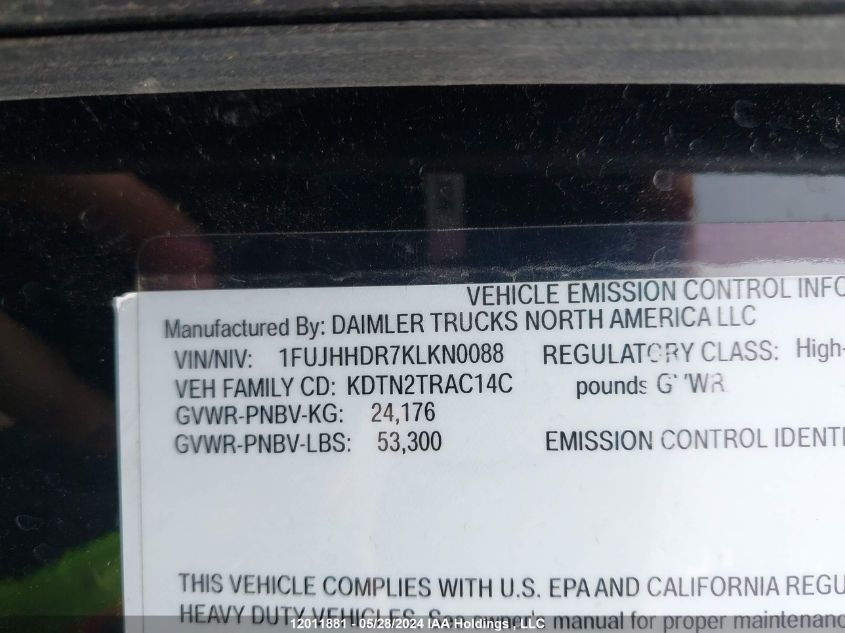 VEHICLE EMISSION CONTROL INFO
Manufactured By: DAIMLER TRUCKS NORTH AMERICA LLC
VIN/NIV: 1FUJHHDR7KLKN0088 REGULATORY CLASS: High-
VEH FAMILY CD: KDTN2TRAC14C pounds GVWR
GVWR-PNBV-KG: 24,176
GVWR-PNBV-LBS: 53,300 EMISSION CONTROL IDENTI
THIS VEHICLE COMPLIES WITH U.S. EPA AND CALIFORNIA REGU
HEAVY DUTY VEHICLES. manual for proper maintenanc
12011881 - 05/28/2024 IAA Holdings , LLC